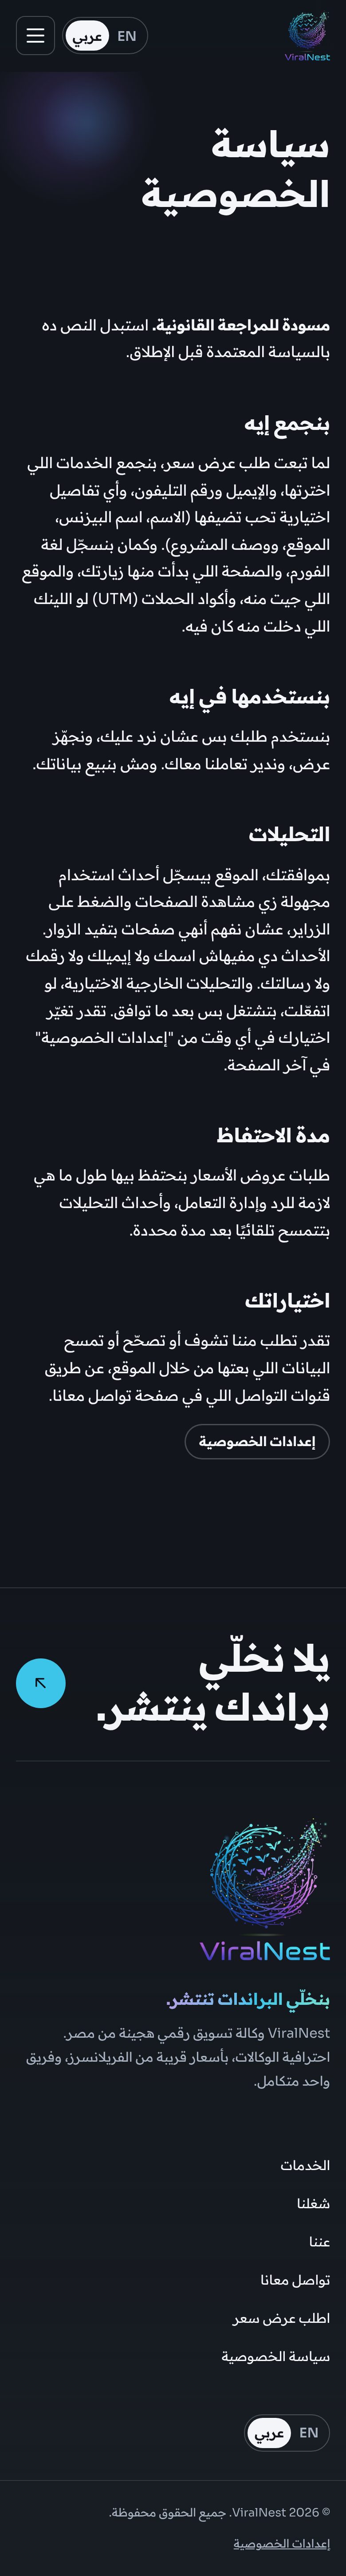 عربي EN
ViralNest
سياسة
الخصوصية
مسودة للمراجعة القانونية. استبدل النص ده
بالسياسة المعتمدة قبل الإطلاق.
بنجمع إيه
لما تبعت طلب عرض سعر، بنجمع الخدمات اللي
اخترتها، والإيميل ورقم التليفون، وأي تفاصيل
اختيارية تحب تضيفها (الاسم، اسم البيزنس،
الموقع، ووصف المشروع). وكمان بنسجّل لغة
الفورم، والصفحة اللي بدأت منها زيارتك، والموقع
اللي جيت منه، وأكواد الحملات (UTM) لو اللينك
اللي دخلت منه كان فيه.
بنستخدمها في إيه
بنستخدم طلبك بس عشان نرد عليك، ونجهّز
عرض، وندير تعاملنا معاك. ومش بنبيع بياناتك.
التحليلات
بموافقتك، الموقع بيسجّل أحداث استخدام
مجهولة زي مشاهدة الصفحات والضغط على
الزراير، عشان نفهم أنهي صفحات بتفيد الزوار.
الأحداث دي مفيهاش اسمك ولا إيميلك ولا رقمك
ولا رسالتك. والتحليلات الخارجية الاختيارية، لو
اتفعّلت، بتشتغل بس بعد ما توافق. تقدر تغيّر
اختيارك في أي وقت من "إعدادات الخصوصية"
في آخر الصفحة.
مدة الاحتفاظ
طلبات عروض الأسعار بنحتفظ بيها طول ما هي
لازمة للرد وإدارة التعامل، وأحداث التحليلات
بتتمسح تلقائيًا بعد مدة محددة.
اختياراتك
تقدر تطلب مننا تشوف أو تصحّح أو تمسح
البيانات اللي بعتها من خلال الموقع، عن طريق
قنوات التواصل اللي في صفحة تواصل معانا.
إعدادات الخصوصية
يلا نخلّي
براندك ينتشر.
ViralNest
بنخلّي البراندات تنتشر.
ViralNest وكالة تسويق رقمي هجينة من مصر.
احترافية الوكالات، بأسعار قريبة من الفريلانسرز، وفريق
واحد متكامل.
الخدمات
شغلنا
عننا
تواصل معانا
اطلب عرض سعر
سياسة الخصوصية
عربي EN
© 2026 ViralNest. جميع الحقوق محفوظة.
إعدادات الخصوصية